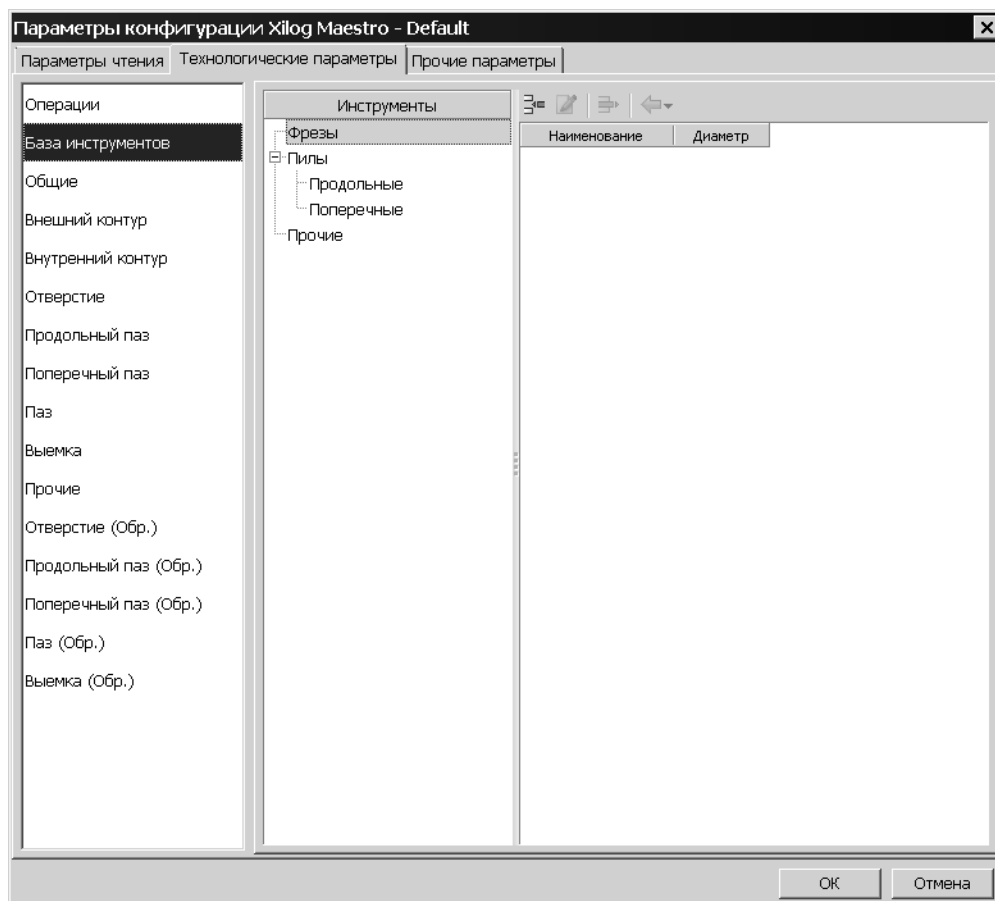 Параметры конфигурации Xilog Maestro - Default
Параметры чтения
Технологические параметры
Прочие параметры
Операции
База инструментов
Общие
Внешний контур
Внутренний контур
Отверстие
Продольный паз
Поперечный паз
Паз
Выемка
Прочие
Отверстие (Обр.)
Продольный паз (Обр.)
Поперечный паз (Обр.)
Паз (Обр.)
Выемка (Обр.)
Инструменты
Фрезы
Пилы
Продольные
Поперечные
Прочие
Наименование
Диаметр
ОК
Отмена